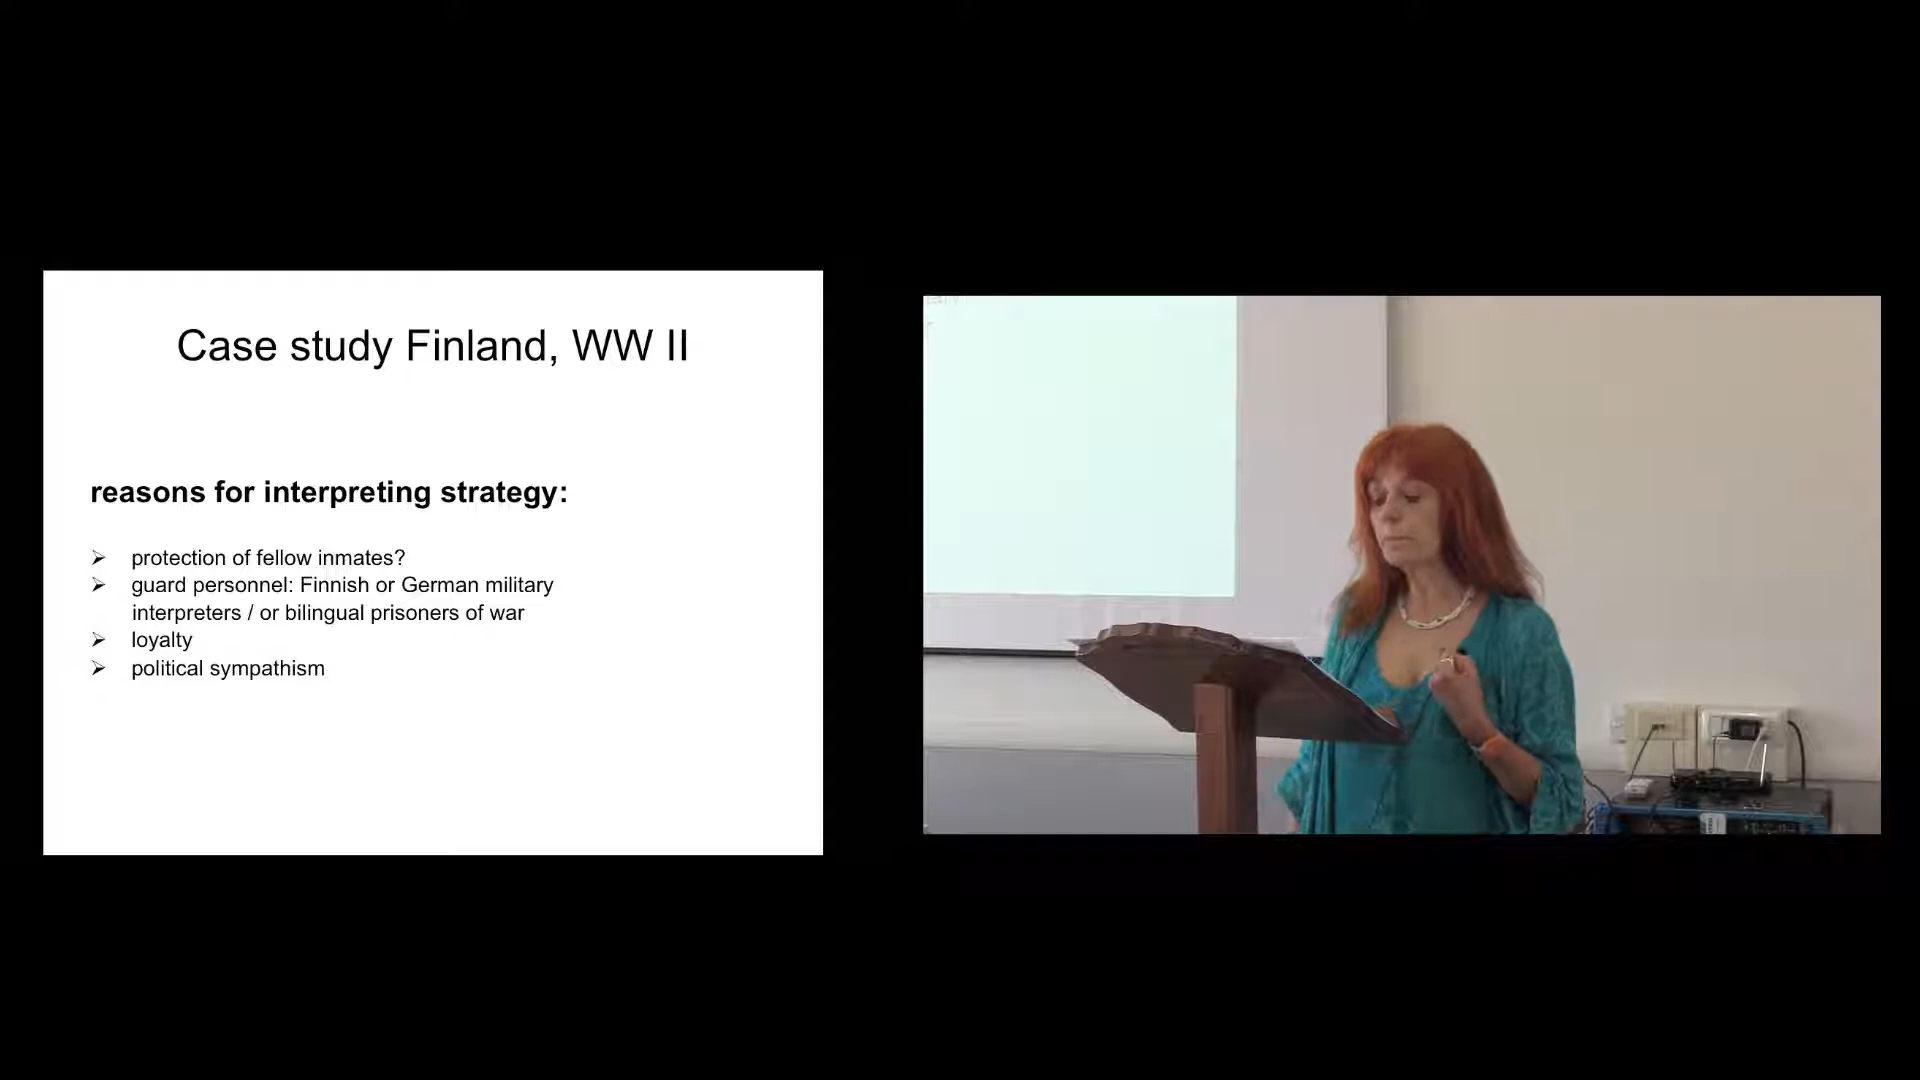 Case study Finland, WW II
reasons for interpreting strategy:
➢ protection of fellow inmates?
➢ guard personnel: Finnish or German military
interpreters / or bilingual prisoners of war
➢ loyalty
➢ political sympathism